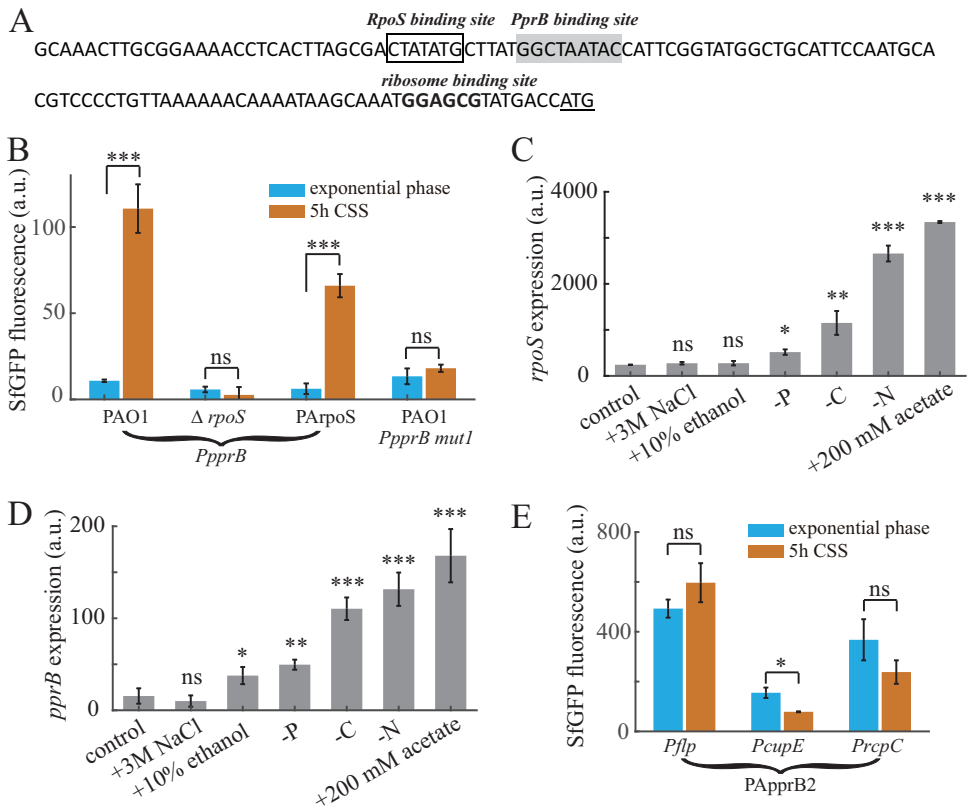 A
RpoS binding site PprB binding site
GCAAACTTGCGGAAAACCTCACTTAGCGACTATATGCTTATGGCTAATACCATTCGGTATGGCTGCATTCCAATGCA
ribosome binding site
CGTCCCCTGTTAAAAAACAAAATAAGCAAATGGAGCGTATGACCATG
B
SfGFP fluorescence (a.u.)
100
50
0
***
ns
***
ns
exponential phase
5h CSS
PAO1 Δ rpoS PArpoS PAO1
PpprB mut1
PpprB
C
rpoS expression (a.u.)
4000
2000
0
ns
ns
*
**
***
***
control
+3M NaCl
+10% ethanol
-P
-C
-N
+200 mM acetate
D
pprB expression (a.u.)
200
100
0
ns
*
**
***
***
***
control
+3M NaCl
+10% ethanol
-P
-C
-N
+200 mM acetate
E
SfGFP fluorescence (a.u.)
800
400
0
exponential phase
5h CSS
ns
*
ns
Pflp PcupE PrcpC
PApprB2